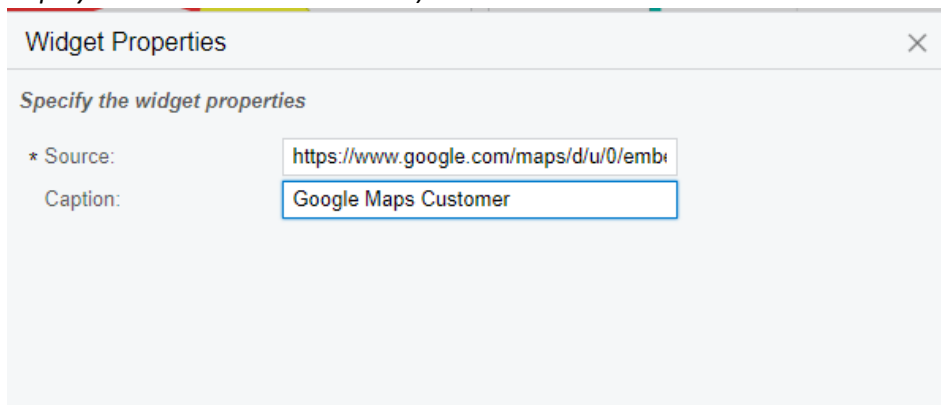 Widget Properties
Specify the widget properties
* Source: https://www.google.com/maps/d/u/0/embe
Caption: Google Maps Customer